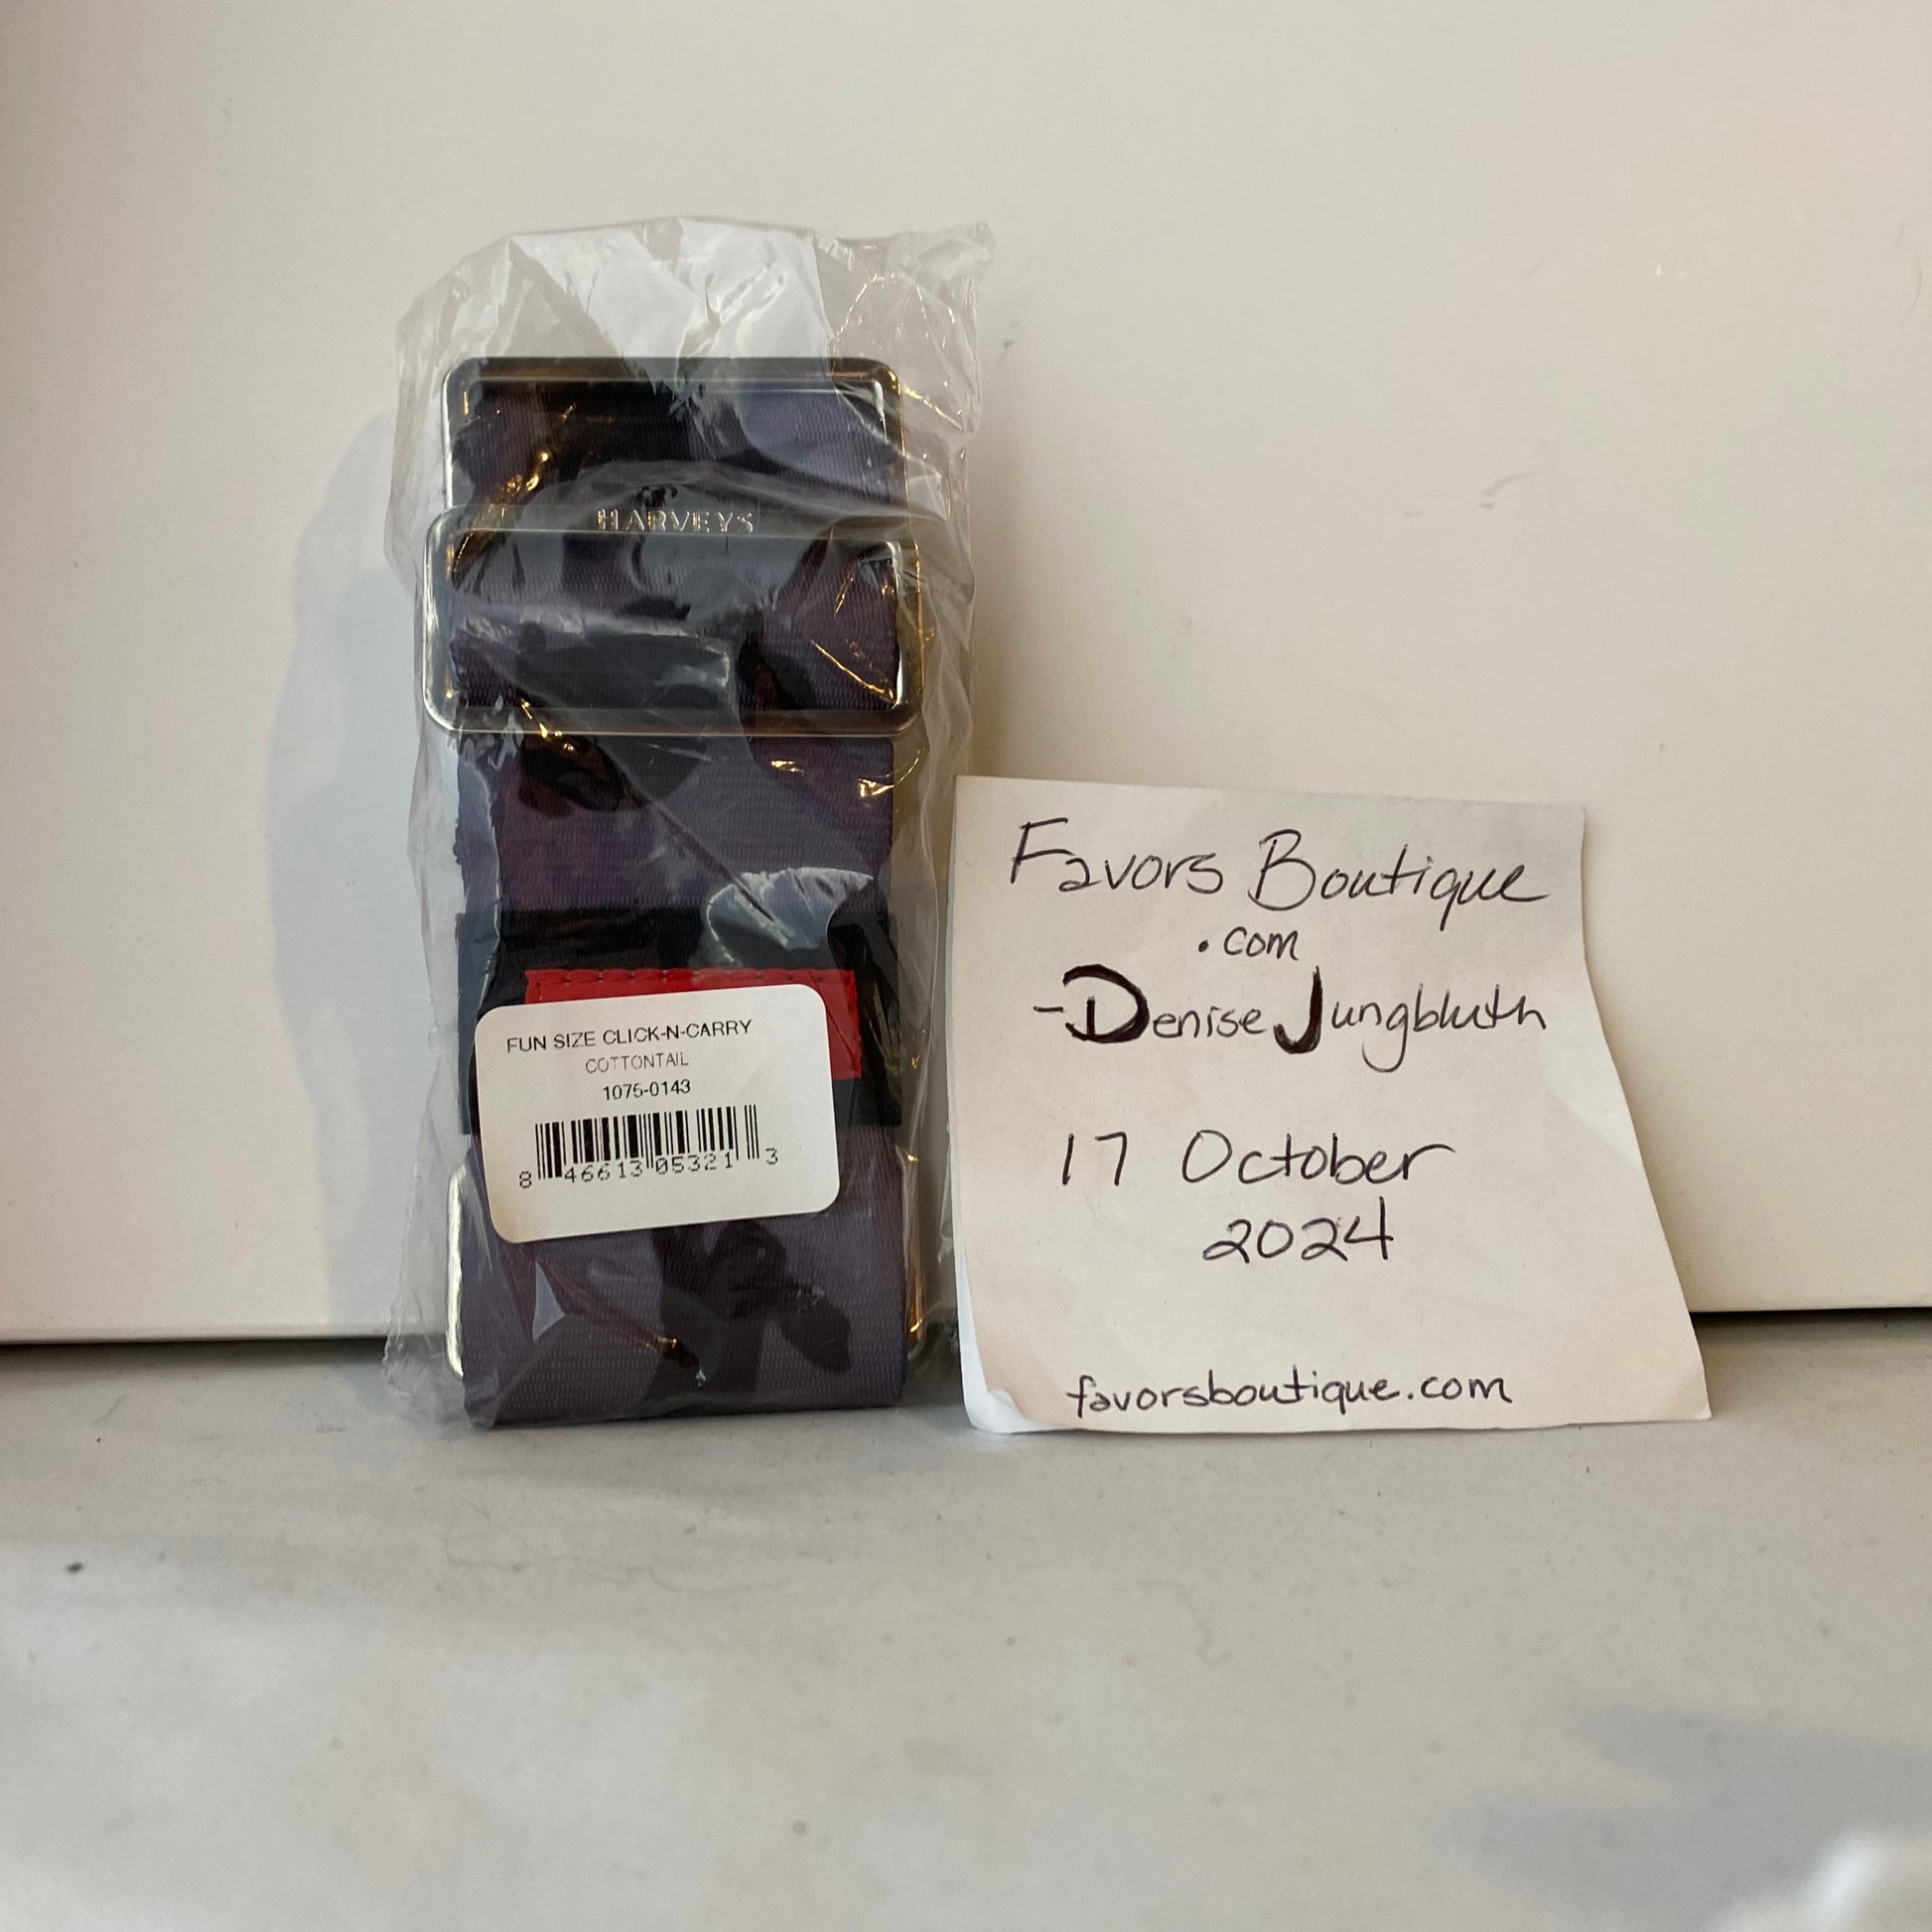 HARVEYS
FUN SIZE CLICK-N-CARRY
COTTONTAIL
1075-0143
8 46613 05321 3
Favors Boutique
.com
-Denise Jungbluth
17 October
2024
favorsboutique.com